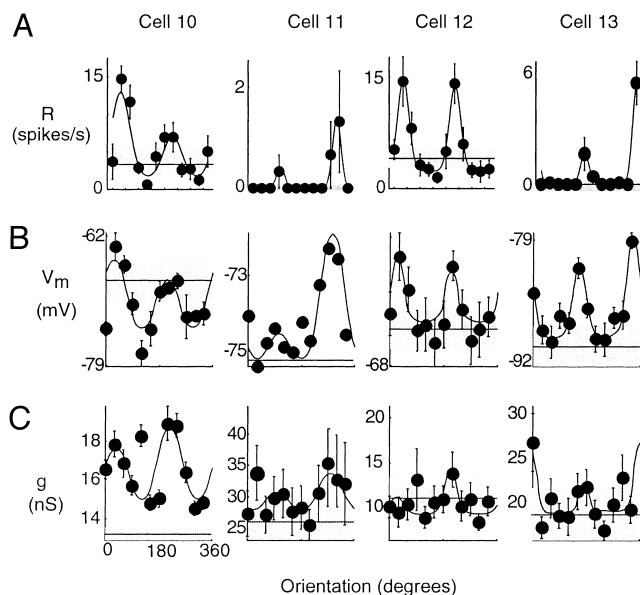 A
Cell 10 Cell 11 Cell 12 Cell 13
R
(spikes/s)
15 0
2 0
15 0
6 0
B
Vm
(mV)
-62 -79
-73 -75
-68
-79 -92
C
g
(nS)
18 16 14
40 35 30 25
20 15 10
30 25 20
0 180 360
Orientation (degrees)